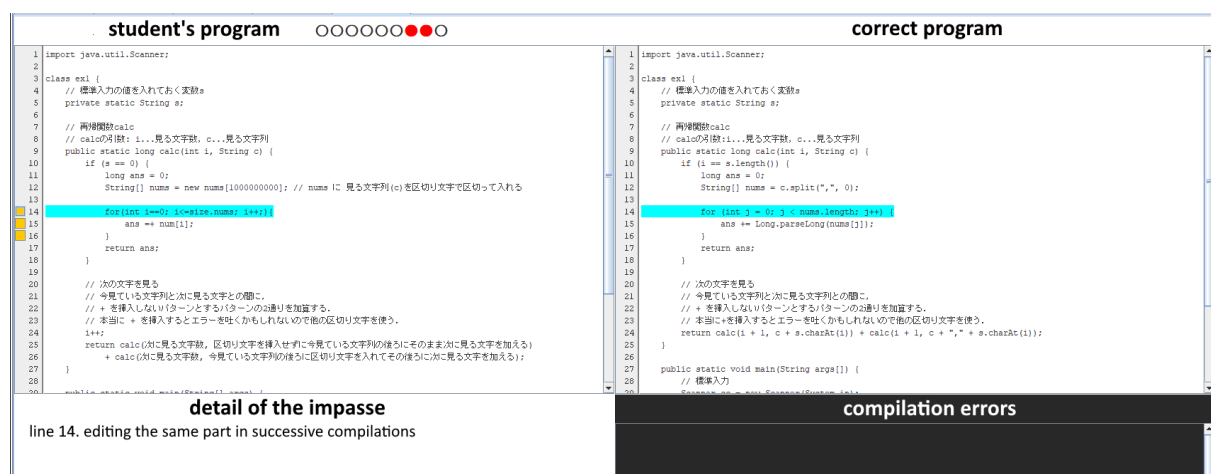 student's program OOOOOO●●O
correct program
1 import java.util.Scanner;
2
3 class ex1 {
4 // 標準入力の値を入れておく変数s
5 private static String s;
6
7 // 再帰関数calc
8 // calcの引数: i...見る文字数, c...見る文字列
9 public static long calc(int i, String c) {
10 if (s == 0) {
11 long ans = 0;
12 String[] nums = new nums[1000000000]; // nums に 見る文字列(c)を区切り文字で区切って入れる
13
14 for(int i==0; i<=size.nums; i++;){
15 ans =+ num[i];
16 }
17 return ans;
18 }
19
20 // 次の文字を見る
21 // 今見ている文字列と次に見る文字との間に,
22 // + を挿入しないパターンとするパターンの2通りを加算する.
23 // 本当に + を挿入するとエラーを吐くかもしれないので他の区切り文字を使う.
24 i++;
25 return calc(次に見る文字数, 区切り文字を挿入せずに今見ている文字列の後ろにそのまま次に見る文字を加える)
26 + calc(次に見る文字数, 今見ている文字列の後ろに区切り文字を入れてその後ろに次に見る文字を加える);
27 }
28
29 public static void main(String[] args) {
1 import java.util.Scanner;
2
3 class ex1 {
4 // 標準入力の値を入れておく変数s
5 private static String s;
6
7 // 再帰関数calc
8 // calcの引数:i...見る文字数, c...見る文字列
9 public static long calc(int i, String c) {
10 if (i == s.length()) {
11 long ans = 0;
12 String[] nums = c.split(",", 0);
13
14 for (int j = 0; j < nums.length; j++) {
15 ans += Long.parseLong(nums[j]);
16 }
17 return ans;
18 }
19
20 // 次の文字を見る
21 // 今見ている文字列と次に見る文字列との間に,
22 // + を挿入しないパターンとするパターンの2通りを加算する.
23 // 本当に+を挿入するとエラーを吐くかもしれないので他の区切り文字を使う.
24 return calc(i + 1, c + s.charAt(i)) + calc(i + 1, c + "," + s.charAt(i));
25 }
26
27 public static void main(String args[]) {
28 // 標準入力
29 Scanner sc = new Scanner(System.in);
detail of the impasse
line 14. editing the same part in successive compilations
compilation errors